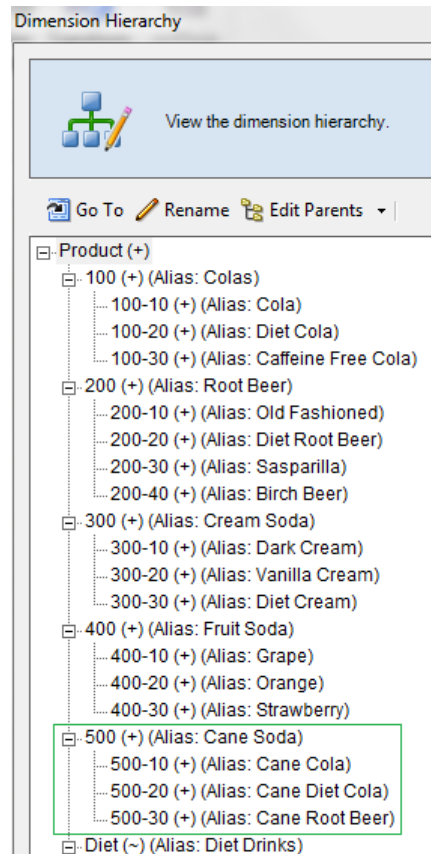 Dimension Hierarchy
View the dimension hierarchy.
Go To Rename Edit Parents
Product (+)
100 (+) (Alias: Colas)
100-10 (+) (Alias: Cola)
100-20 (+) (Alias: Diet Cola)
100-30 (+) (Alias: Caffeine Free Cola)
200 (+) (Alias: Root Beer)
200-10 (+) (Alias: Old Fashioned)
200-20 (+) (Alias: Diet Root Beer)
200-30 (+) (Alias: Sasparilla)
200-40 (+) (Alias: Birch Beer)
300 (+) (Alias: Cream Soda)
300-10 (+) (Alias: Dark Cream)
300-20 (+) (Alias: Vanilla Cream)
300-30 (+) (Alias: Diet Cream)
400 (+) (Alias: Fruit Soda)
400-10 (+) (Alias: Grape)
400-20 (+) (Alias: Orange)
400-30 (+) (Alias: Strawberry)
500 (+) (Alias: Cane Soda)
500-10 (+) (Alias: Cane Cola)
500-20 (+) (Alias: Cane Diet Cola)
500-30 (+) (Alias: Cane Root Beer)
Diet (~) (Alias: Diet Drinks)